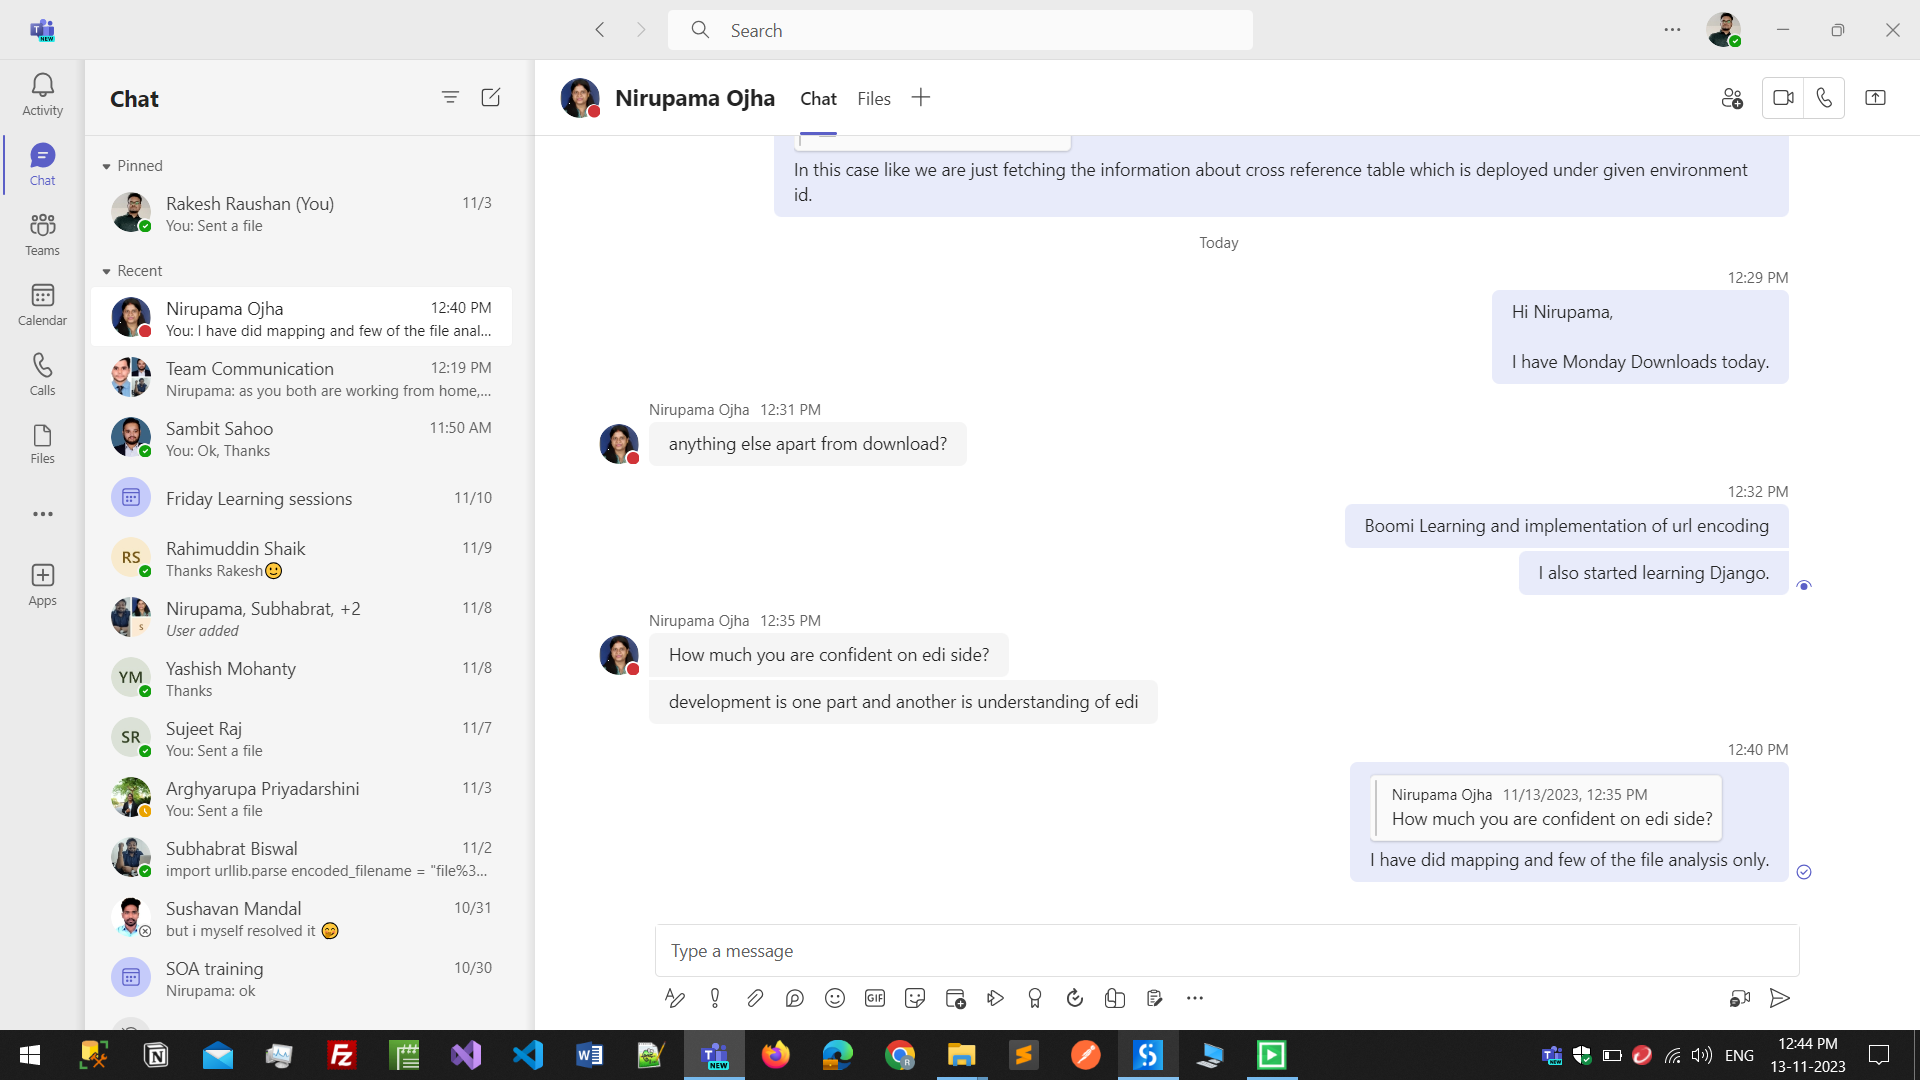 NEW
Search
Activity
Chat
Teams
Calendar
Calls
Files
Apps
Chat
Pinned
Rakesh Raushan (You) 11/3
You: Sent a file
Recent
Nirupama Ojha 12:40 PM
You: I have did mapping and few of the file anal...
Team Communication 12:19 PM
Nirupama: as you both are working from home,...
Sambit Sahoo 11:50 AM
You: Ok, Thanks
Friday Learning sessions 11/10
RS
Rahimuddin Shaik 11/9
Thanks Rakesh🙂
Nirupama, Subhabrat, +2 11/8
S
User added
YM
Yashish Mohanty 11/8
Thanks
SR
Sujeet Raj 11/7
You: Sent a file
Arghyarupa Priyadarshini 11/3
You: Sent a file
Subhabrat Biswal 11/2
import urllib.parse encoded_filename = "file%3...
Sushavan Mandal 10/31
but i myself resolved it 😊
SOA training 10/30
Nirupama: ok
Nirupama Ojha Chat Files
In this case like we are just fetching the information about cross reference table which is deployed under given environment
id.
Today
12:29 PM
Hi Nirupama,
I have Monday Downloads today.
Nirupama Ojha 12:31 PM
anything else apart from download?
12:32 PM
Boomi Learning and implementation of url encoding
I also started learning Django.
Nirupama Ojha 12:35 PM
How much you are confident on edi side?
development is one part and another is understanding of edi
12:40 PM
Nirupama Ojha 11/13/2023, 12:35 PM
How much you are confident on edi side?
I have did mapping and few of the file analysis only.
Type a message
GIF
NEW
ENG
12:44 PM
13-11-2023